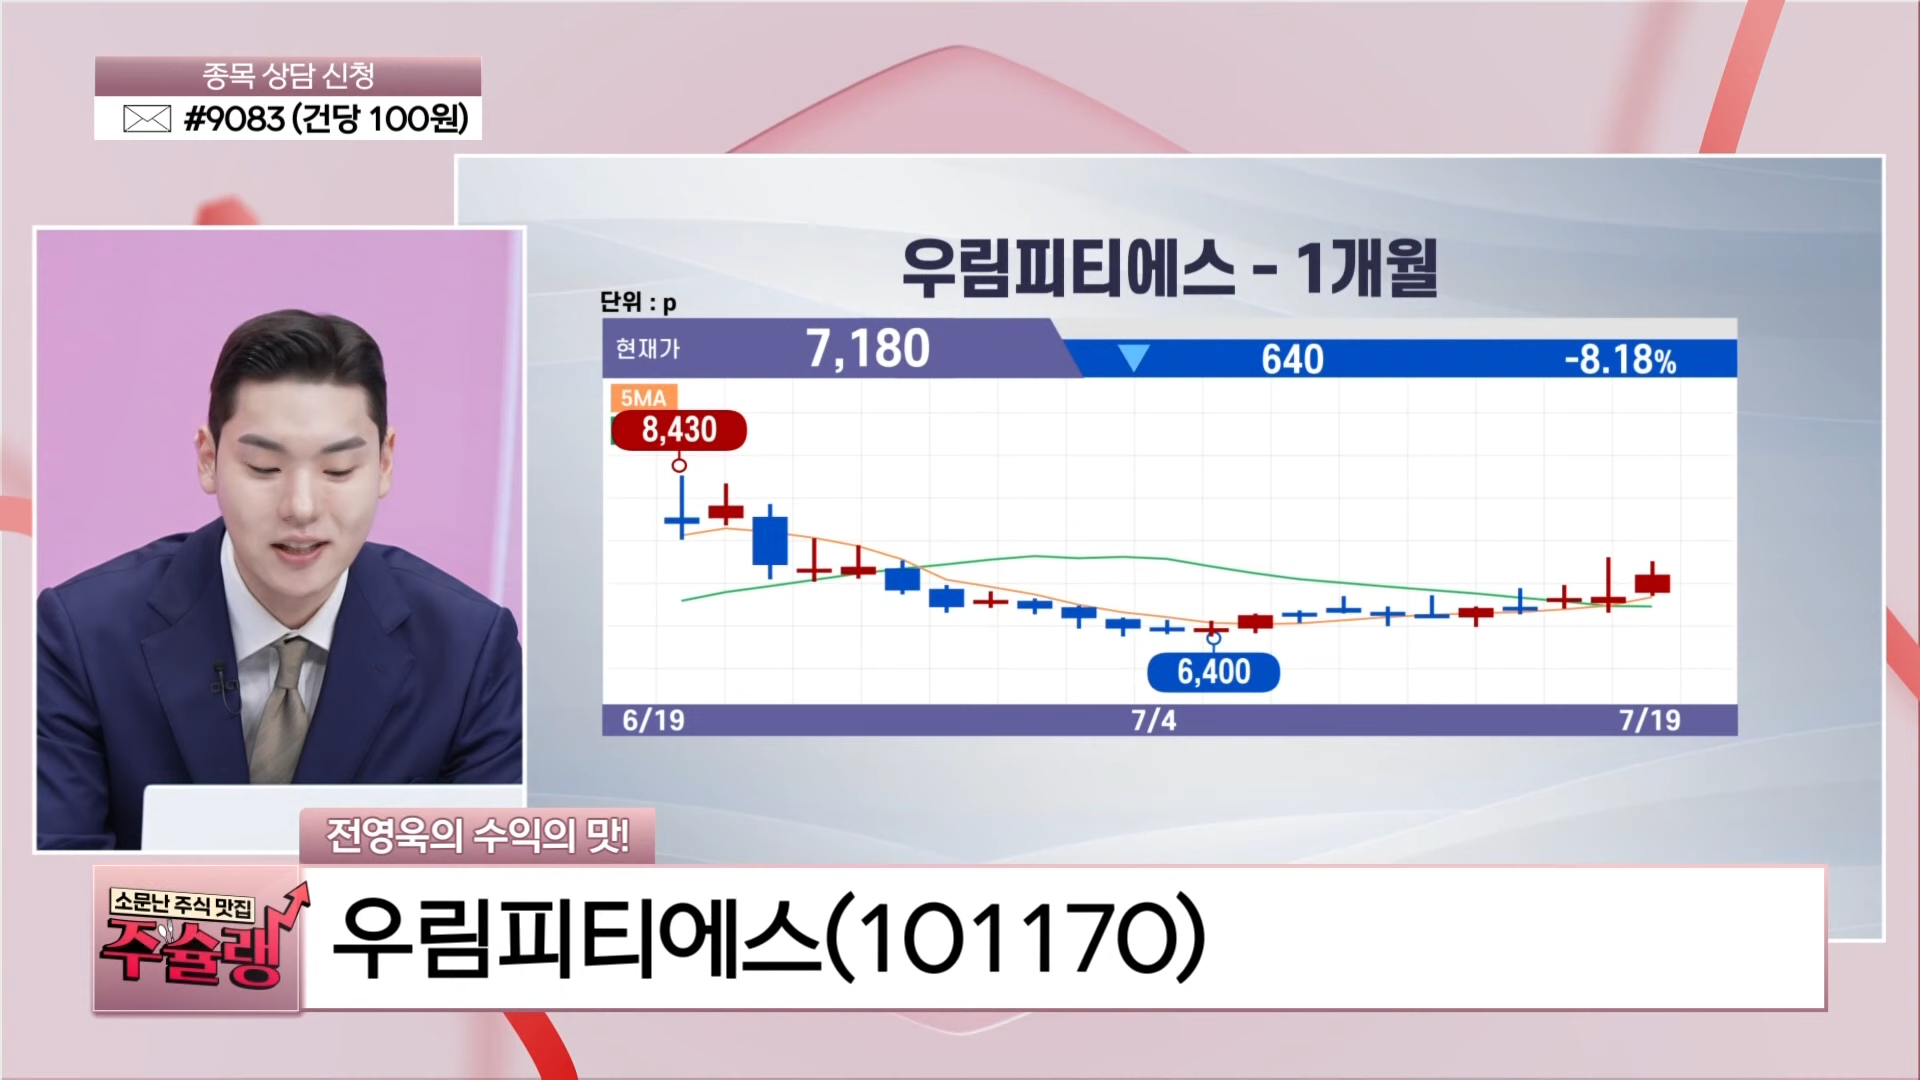 종목 상담 신청
#9083 (건당 100원)
우림피티에스 - 1개월
단위 : p
현재가 7,180 ▼ 640 -8.18%
5MA
8,430
6,400
6/19 7/4 7/19
전영욱의 수익의 맛!
소문난 주식 맛집
주슐랭
우림피티에스(101170)